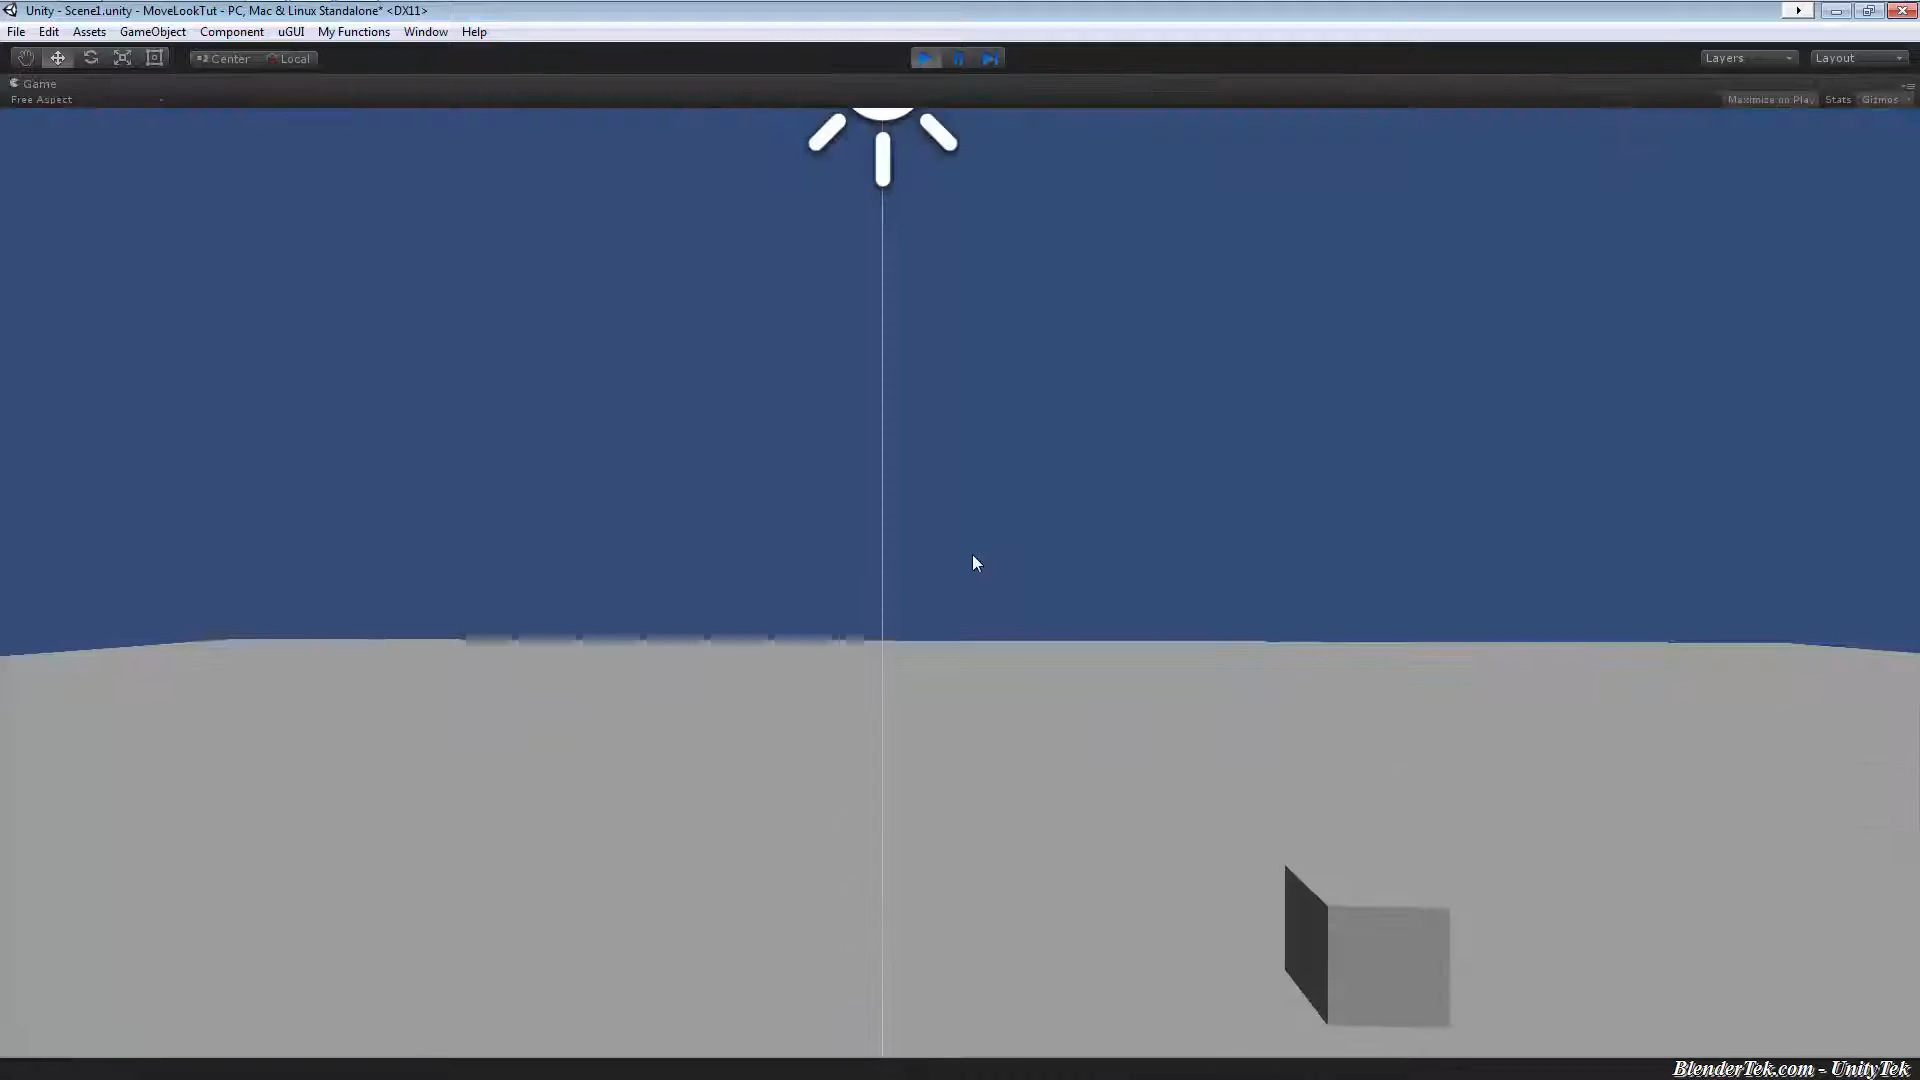 Unity - Scene1.unity - MoveLookTut - PC, Mac & Linux Standalone* <DX11>
File Edit Assets GameObject Component uGUI My Functions Window Help
Center Local Layers Layout
Game
Free Aspect Maximize on Play Stats Gizmos
BlenderTek.com - UnityTek